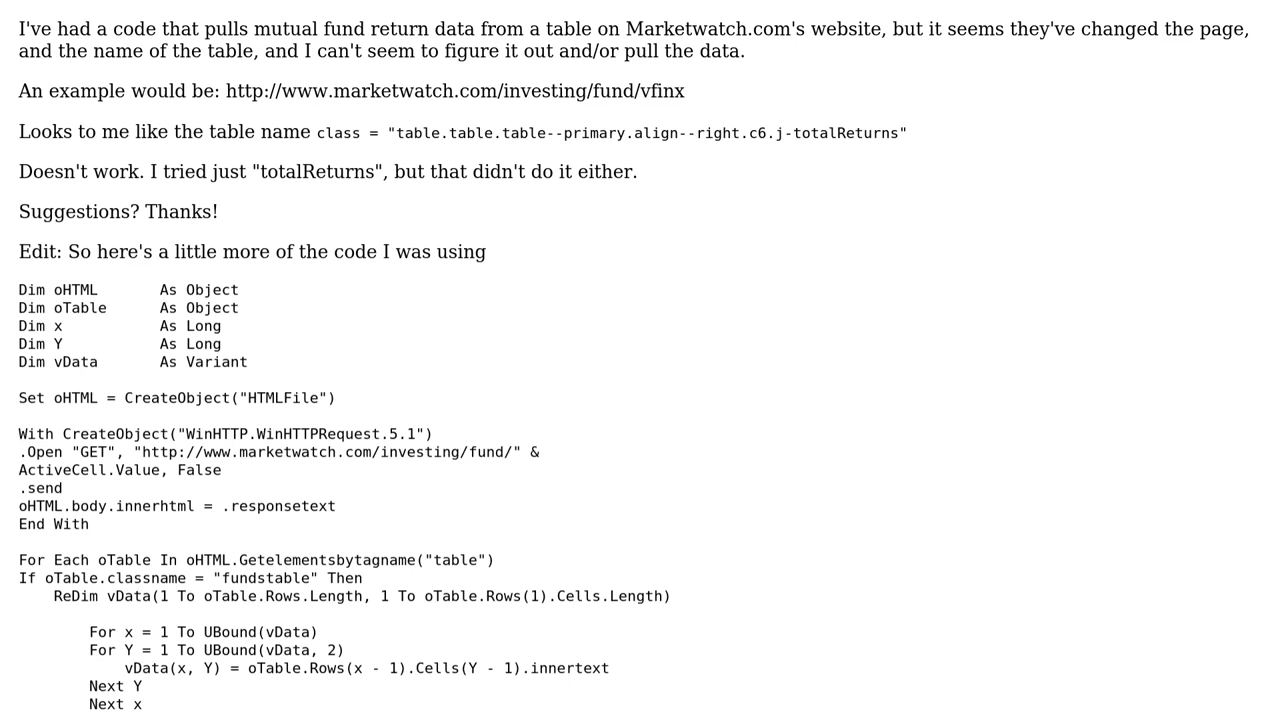 I've had a code that pulls mutual fund return data from a table on Marketwatch.com's website, but it seems they've changed the page,
and the name of the table, and I can't seem to figure it out and/or pull the data.
An example would be: http://www.marketwatch.com/investing/fund/vfinx
Looks to me like the table name class = "table.table.table--primary.align--right.c6.j-totalReturns"
Doesn't work. I tried just "totalReturns", but that didn't do it either.
Suggestions? Thanks!
Edit: So here's a little more of the code I was using
Dim oHTML       As Object
Dim oTable      As Object
Dim x           As Long
Dim Y           As Long
Dim vData       As Variant
Set oHTML = CreateObject("HTMLFile")
With CreateObject("WinHTTP.WinHTTPRequest.5.1")
.Open "GET", "http://www.marketwatch.com/investing/fund/" &
ActiveCell.Value, False
.send
oHTML.body.innerhtml = .responsetext
End With
For Each oTable In oHTML.Getelementsbytagname("table")
If oTable.classname = "fundstable" Then
    ReDim vData(1 To oTable.Rows.Length, 1 To oTable.Rows(1).Cells.Length)
        For x = 1 To UBound(vData)
        For Y = 1 To UBound(vData, 2)
            vData(x, Y) = oTable.Rows(x - 1).Cells(Y - 1).innertext
        Next Y
        Next x